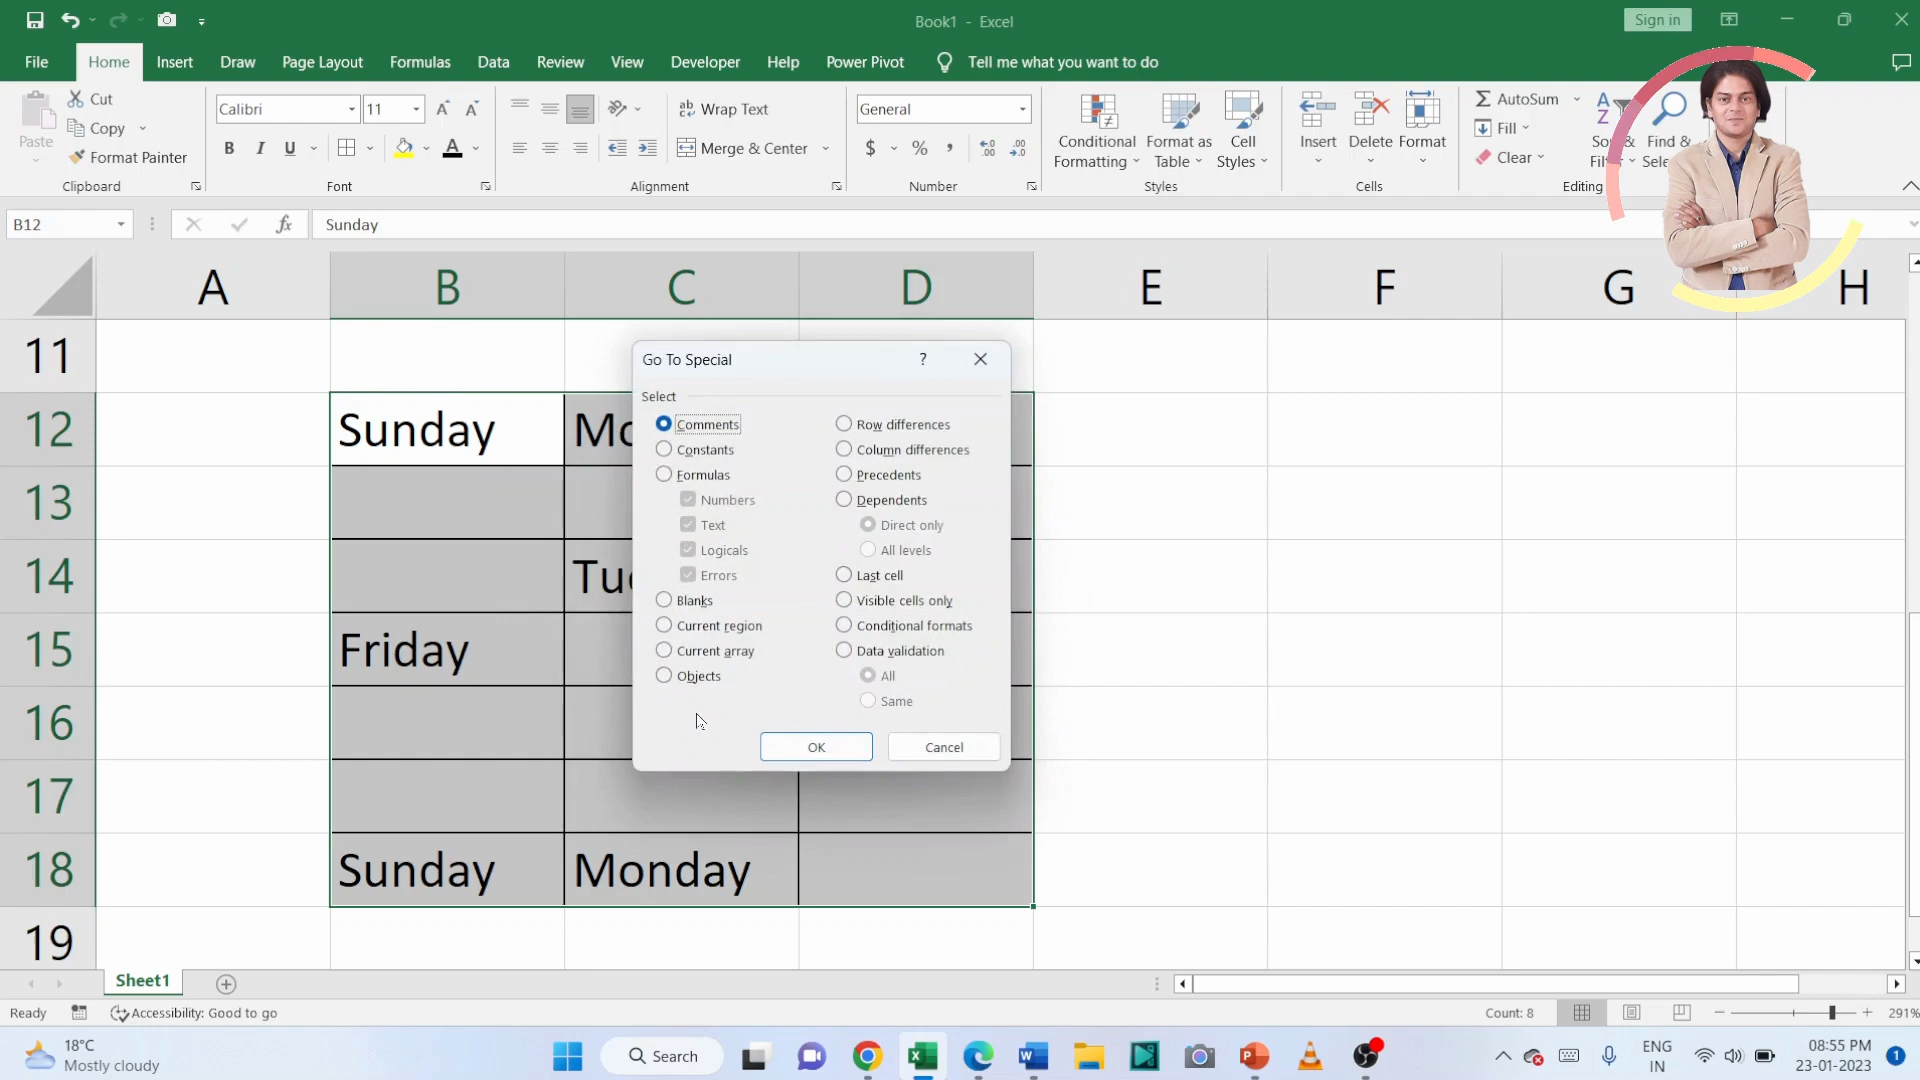 Book1 - Excel
Sign in
File Home Insert Draw Page Layout Formulas Data Review View Developer Help Power Pivot Tell me what you want to do
Paste
Cut
Copy
Format Painter
Clipboard
Calibri 11
B I U
Font
Wrap Text
Merge & Center
Alignment
General
$ % ,
Number
Conditional Formatting
Format as Table
Cell Styles
Styles
Insert Delete Format
Cells
AutoSum
Fill
Clear
Find &
Editing
B12 fx Sunday
A B C D E F G H
11
12 Sunday
13
14
15 Friday
16
17
18 Sunday Monday
19
Go To Special ?
Select
Comments
Constants
Formulas
Numbers
Text
Logicals
Errors
Blanks
Current region
Current array
Objects
Row differences
Column differences
Precedents
Dependents
Direct only
All levels
Last cell
Visible cells only
Conditional formats
Data validation
All
Same
OK Cancel
Sheet1
Ready Accessibility: Good to go Count: 8 291%
18°C
Mostly cloudy
Search
ENG
IN
08:55 PM
23-01-2023
1